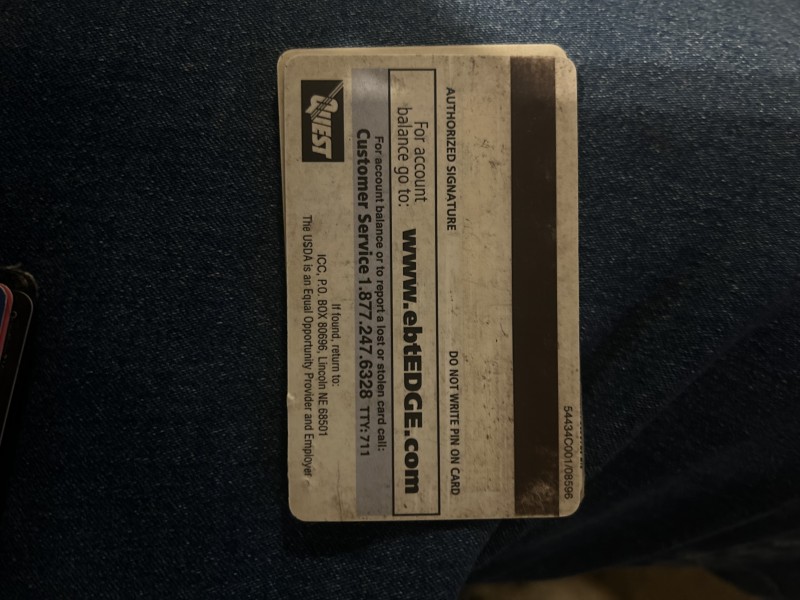 54434C001/08596
AUTHORIZED SIGNATURE
DO NOT WRITE PIN ON CARD
For account
balance go to:
www.ebtEDGE.com
For account balance or to report a lost or stolen card call:
Customer Service 1.877.247.6328 TTY: 711
QUEST
If found, return to:
ICC, P.O. BOX 80696, Lincoln NE 68501
The USDA is an Equal Opportunity Provider and Employer